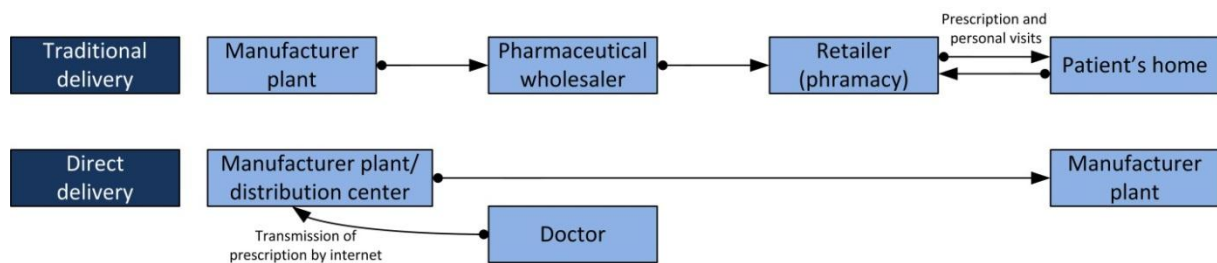 Prescription and
personal visits
Traditional
delivery
Manufacturer
plant
Pharmaceutical
wholesaler
Retailer
(phramacy)
Patient's home
Direct
delivery
Manufacturer plant/
distribution center
Manufacturer
plant
Transmission of
prescription by internet
Doctor